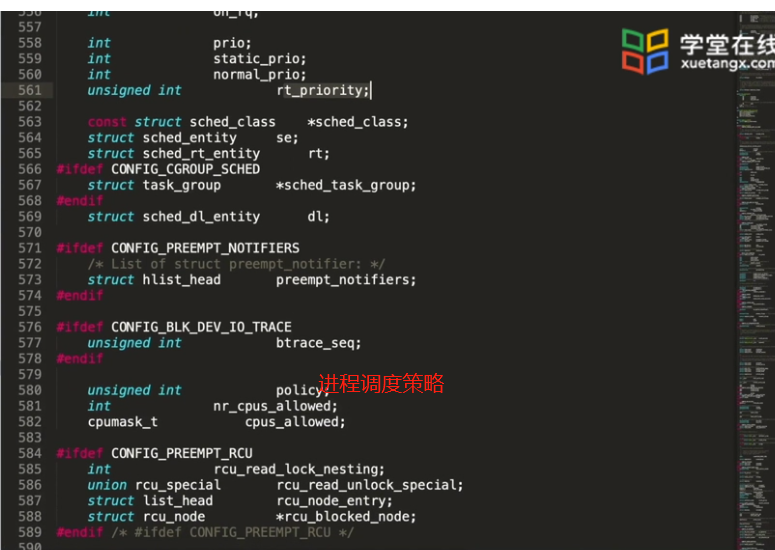 556 int on_rq;
557
558 int prio;
559 int static_prio;
560 int normal_prio;
561 unsigned int rt_priority;
562
563 const struct sched_class *sched_class;
564 struct sched_entity se;
565 struct sched_rt_entity rt;
566 #ifdef CONFIG_CGROUP_SCHED
567 struct task_group *sched_task_group;
568 #endif
569 struct sched_dl_entity dl;
570
571 #ifdef CONFIG_PREEMPT_NOTIFIERS
572 /* List of struct preempt_notifier: */
573 struct hlist_head preempt_notifiers;
574 #endif
575
576 #ifdef CONFIG_BLK_DEV_IO_TRACE
577 unsigned int btrace_seq;
578 #endif
579
580 unsigned int policy; 进程调度策略
581 int nr_cpus_allowed;
582 cpumask_t cpus_allowed;
583
584 #ifdef CONFIG_PREEMPT_RCU
585 int rcu_read_lock_nesting;
586 union rcu_special rcu_read_unlock_special;
587 struct list_head rcu_node_entry;
588 struct rcu_node *rcu_blocked_node;
589 #endif /* #ifdef CONFIG_PREEMPT_RCU */
590
学堂在线
xuetangx.com